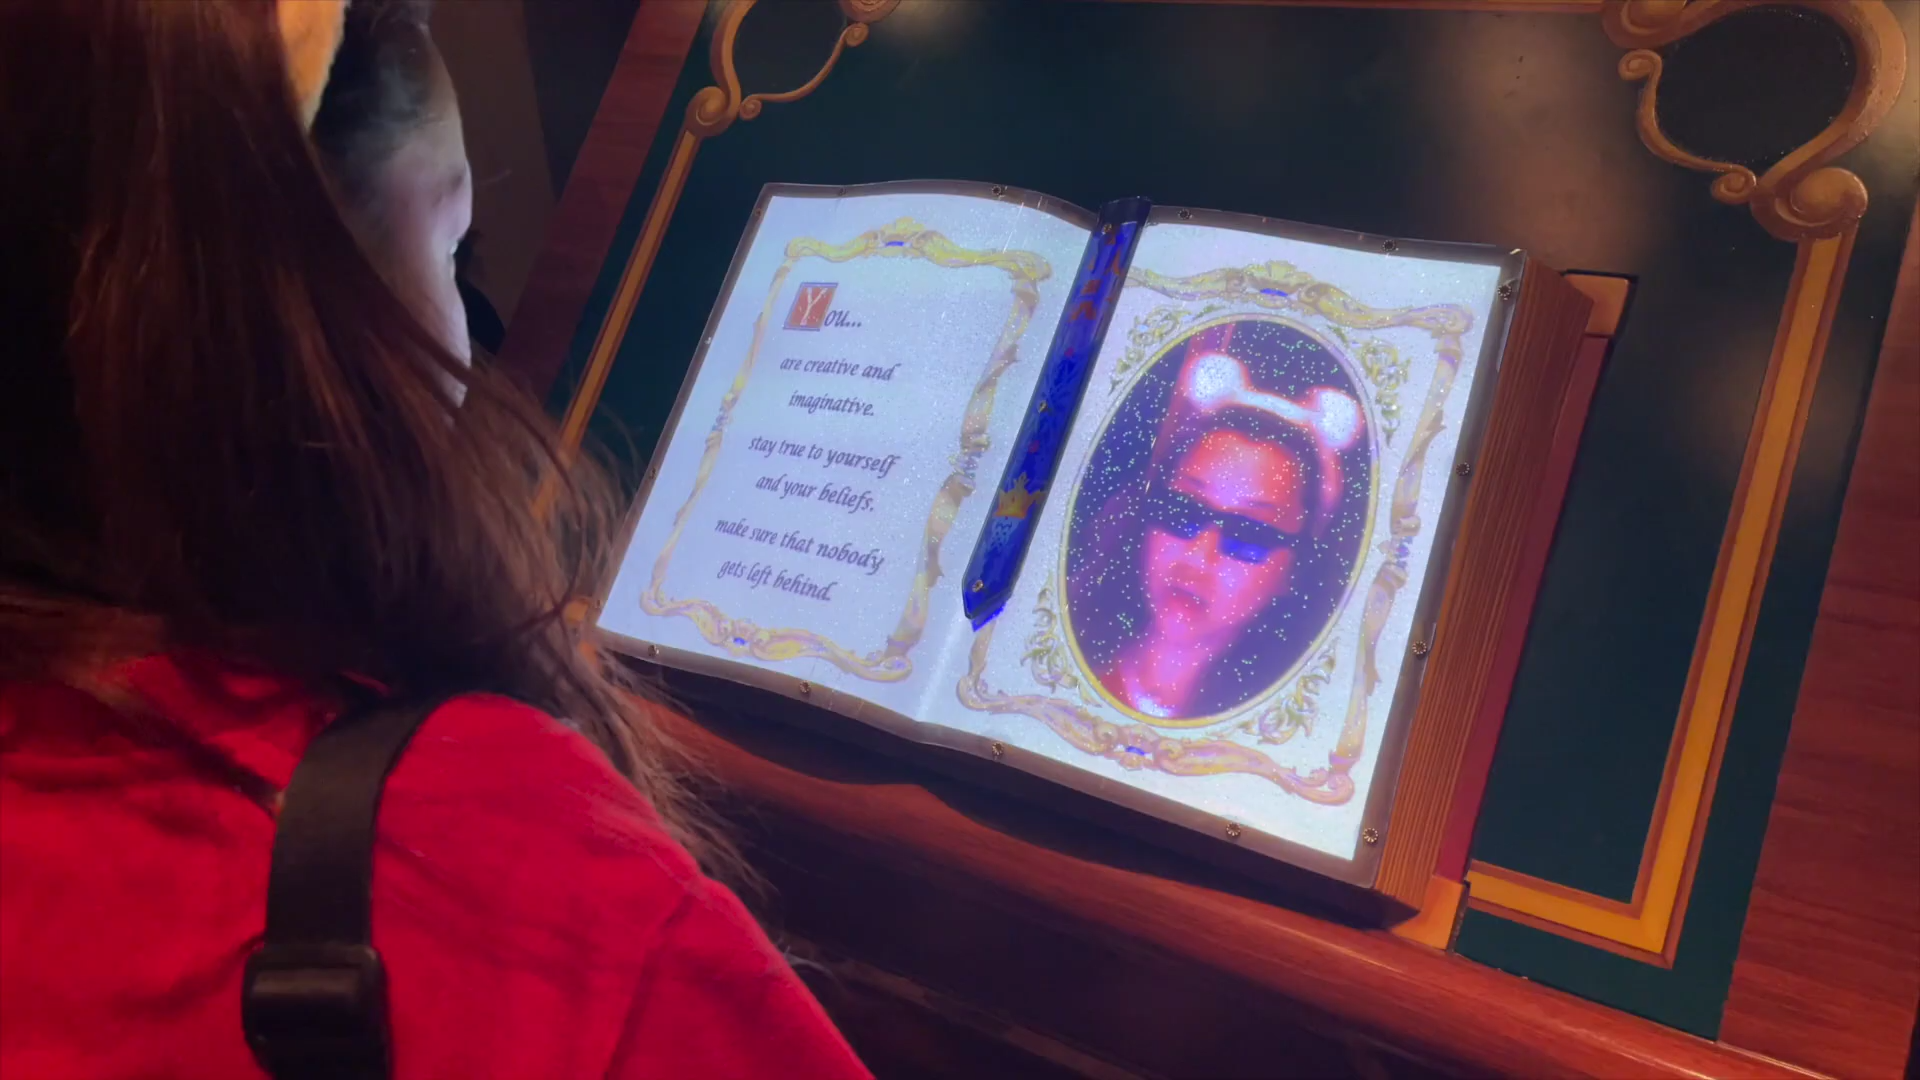 You...
are creative and
imaginative.
stay true to yourself
and your beliefs.
make sure that nobody
gets left behind.